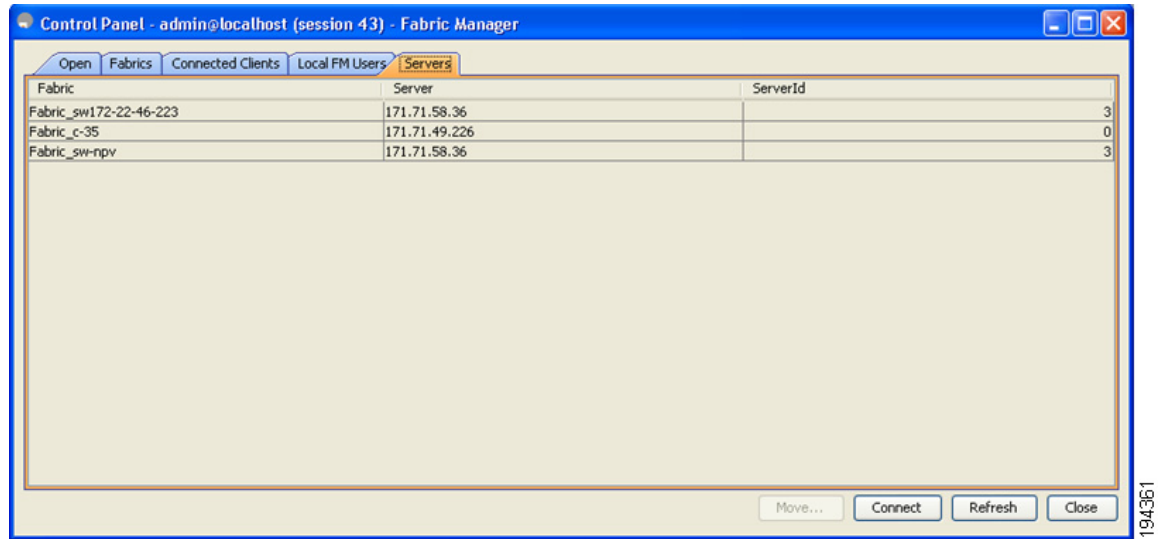 Control Panel - admin@localhost (session 43) - Fabric Manager
Open Fabrics Connected Clients Local FM Users Servers
Fabric Server ServerId
Fabric_sw172-22-46-223 171.71.58.36 3
Fabric_c-35 171.71.49.226 0
Fabric_sw-npv 171.71.58.36 3
Move... Connect Refresh Close
194361